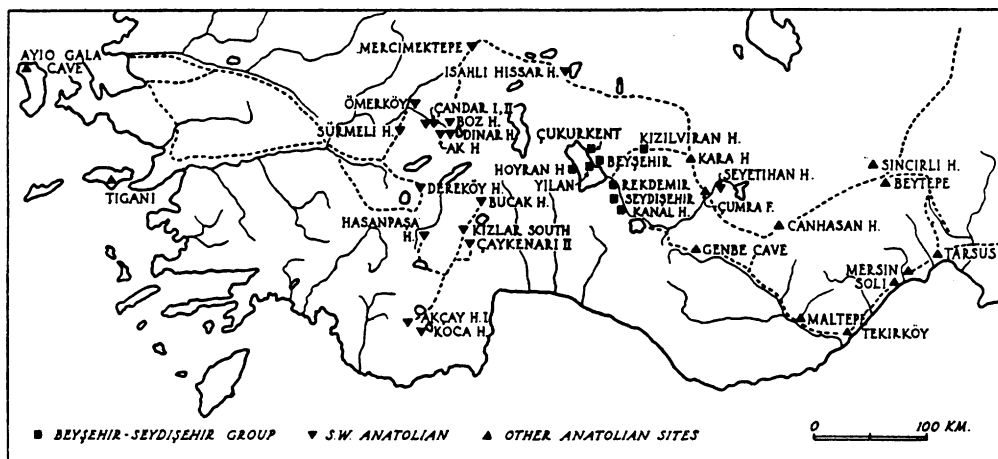 AYIO GALA
CAVE
TIGANI
MERCIMEKTEPE
ISAHLI HISSAR H.
ÖMERKÖY
SÜRMELI H.
ÇANDAR I, II
BOZ H.
DINAR H.
AK H
ÇUKURKENT
KIZILVIRAN H.
KARA H
SEYETIHAN H.
HOYRAN H
BEYŞEHIR
YILAN
REKDEMIR
SEYDIŞEHIR
KANAL H.
ÇUMRA F.
SINCIRLI H.
BEYTEPE
CANHASAN H.
DEREKÖY H.
BUCAK H.
HASANPAŞA
H.
KIZLAR SOUTH
ÇAYKENARI II
GENBE CAVE
TARSUS
MERSIN
SOLI
MALTEPE
TEKIRKÖY
AKÇAY H.I
KOCA H.
BEYŞEHIR-SEYDIŞEHIR GROUP
S.W. ANATOLIAN
OTHER ANATOLIAN SITES
0 100 KM.